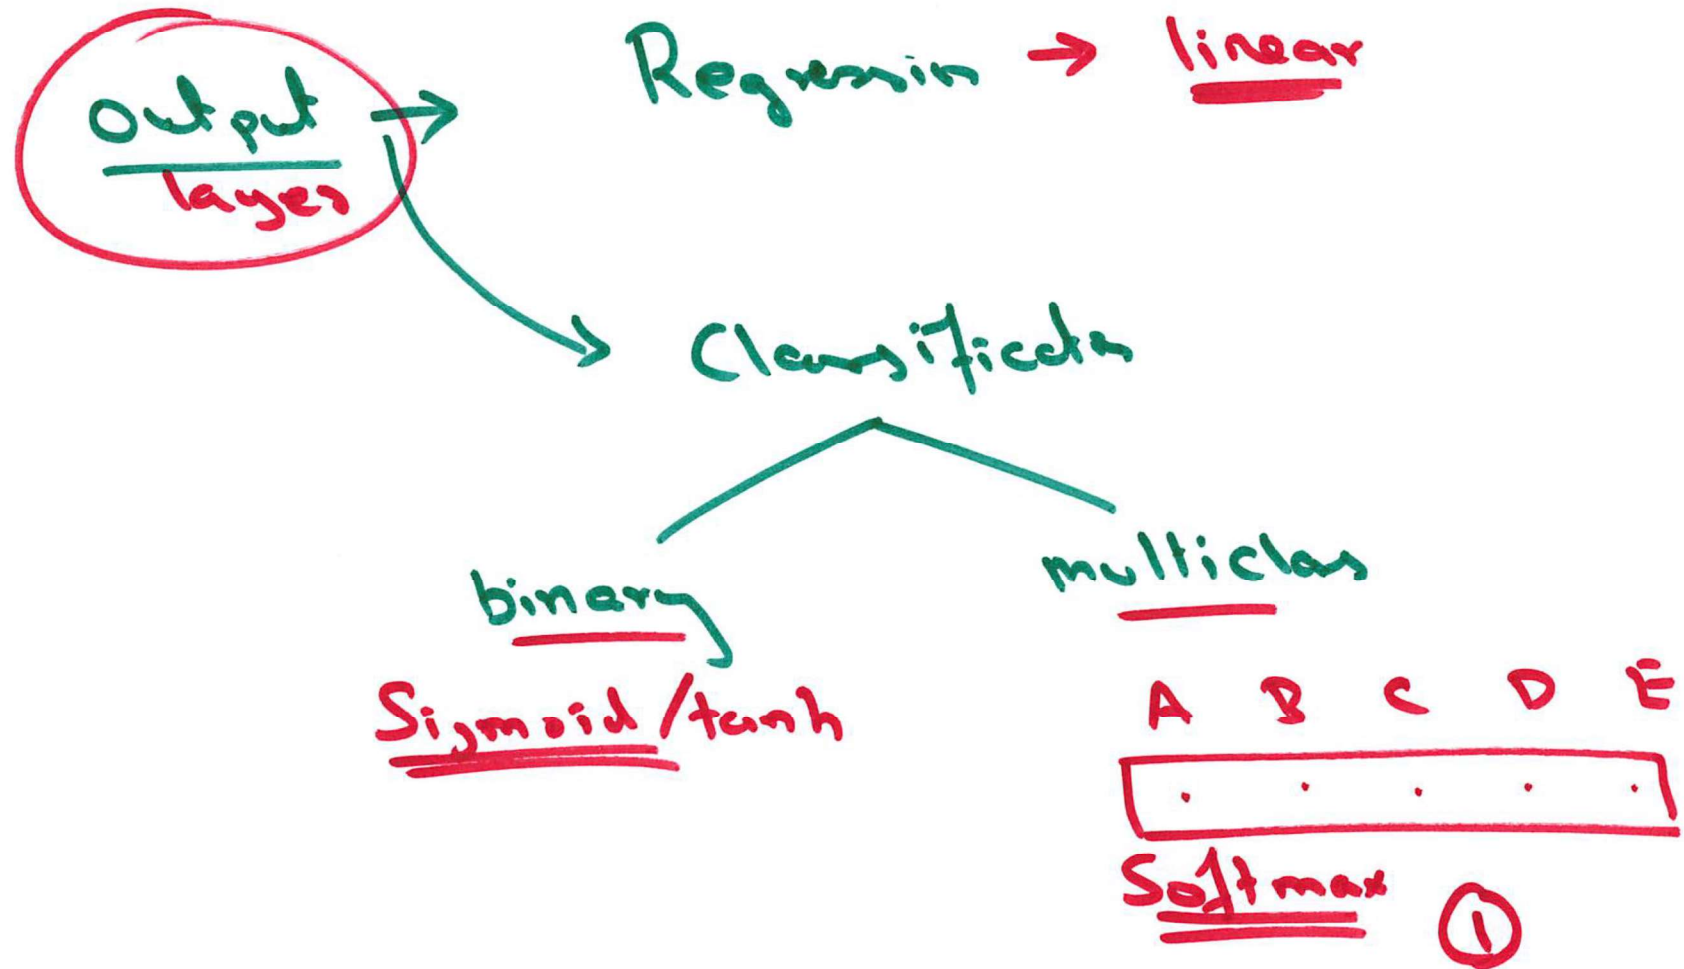 Output → Regression → linear
layer
Classification
binary multiclass
Sigmoid/tanh
A B C D E
Softmax 1